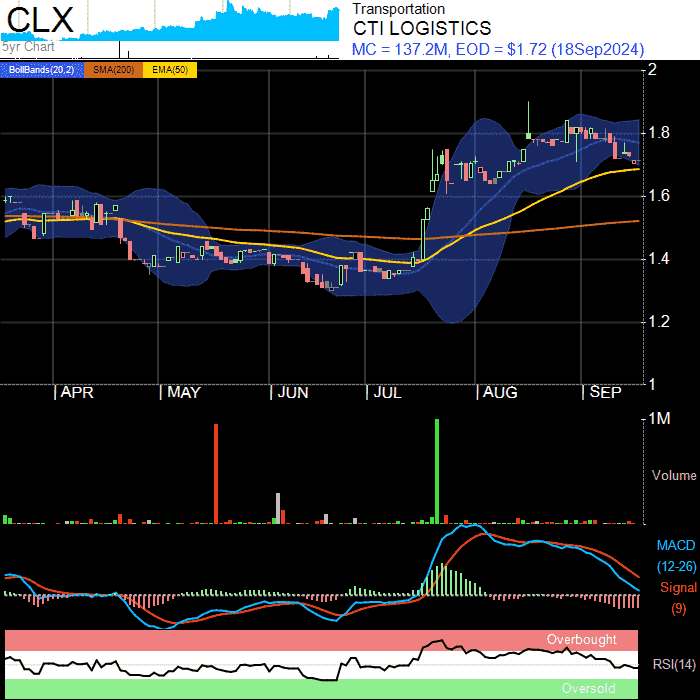 CLX
5yr Chart
Transportation
CTI LOGISTICS
MC = 137.2M, EOD = $1.72 (18Sep2024)
BollBands(20,2) SMA(200) EMA(50)
2
1.8
1.6
1.4
1.2
1
APR MAY JUN JUL AUG SEP
1M
Volume
MACD
(12-26)
Signal
(9)
Overbought
RSI(14)
Oversold